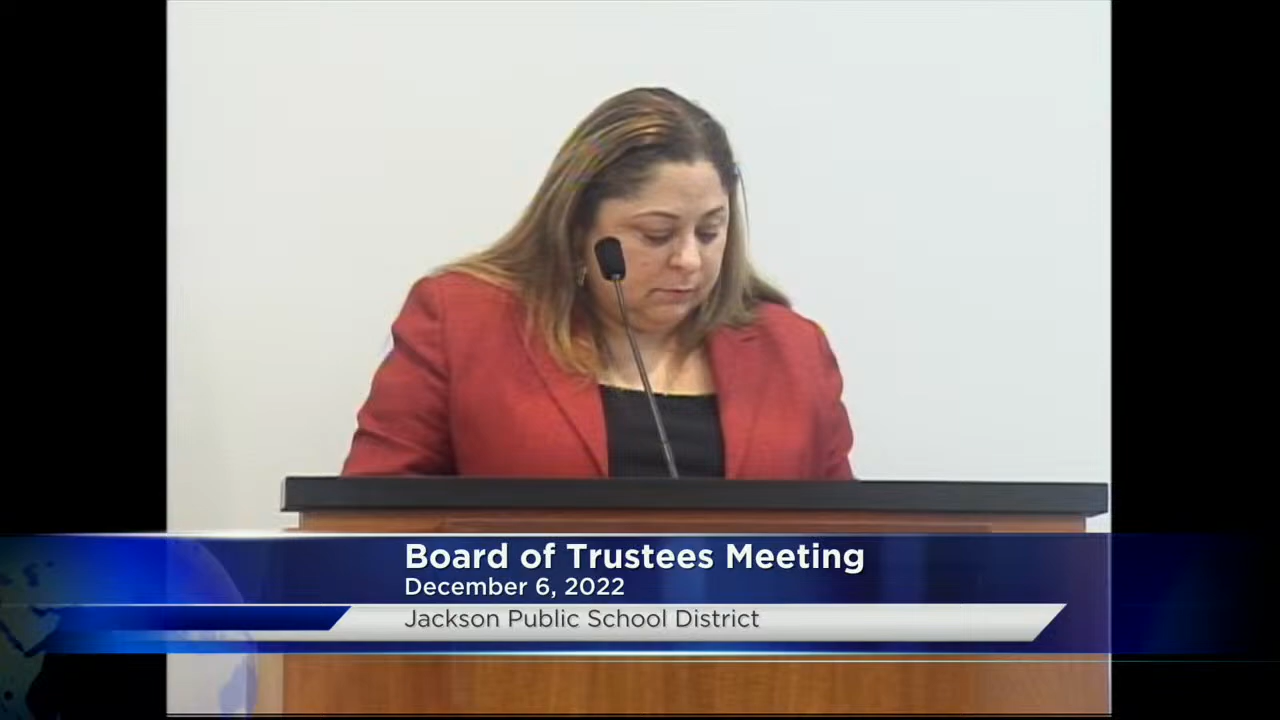 Board of Trustees Meeting
December 6, 2022
Jackson Public School District